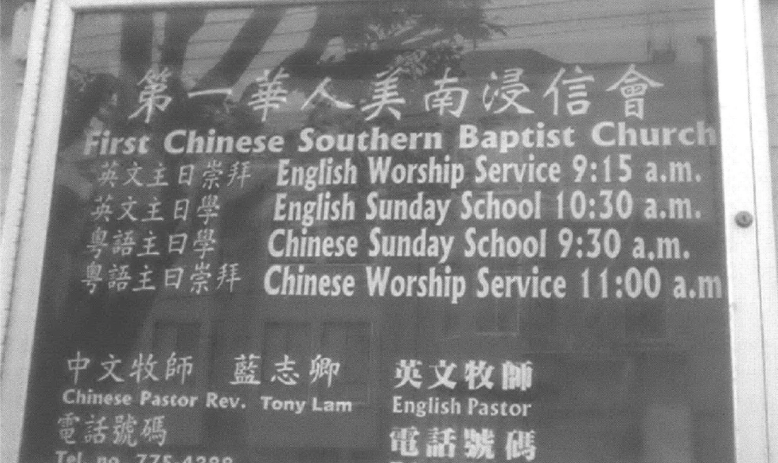 第一華人美南浸信會
First Chinese Southern Baptist Church
英文主日崇拜 English Worship Service 9:15 a.m.
英文主日學 English Sunday School 10:30 a.m.
粵語主日學 Chinese Sunday School 9:30 a.m.
粵語主日崇拜 Chinese Worship Service 11:00 a.m
中文牧師 藍志卿 英文牧師
Chinese Pastor Rev. Tony Lam English Pastor
電話號碼 電話號碼
Tel. no.